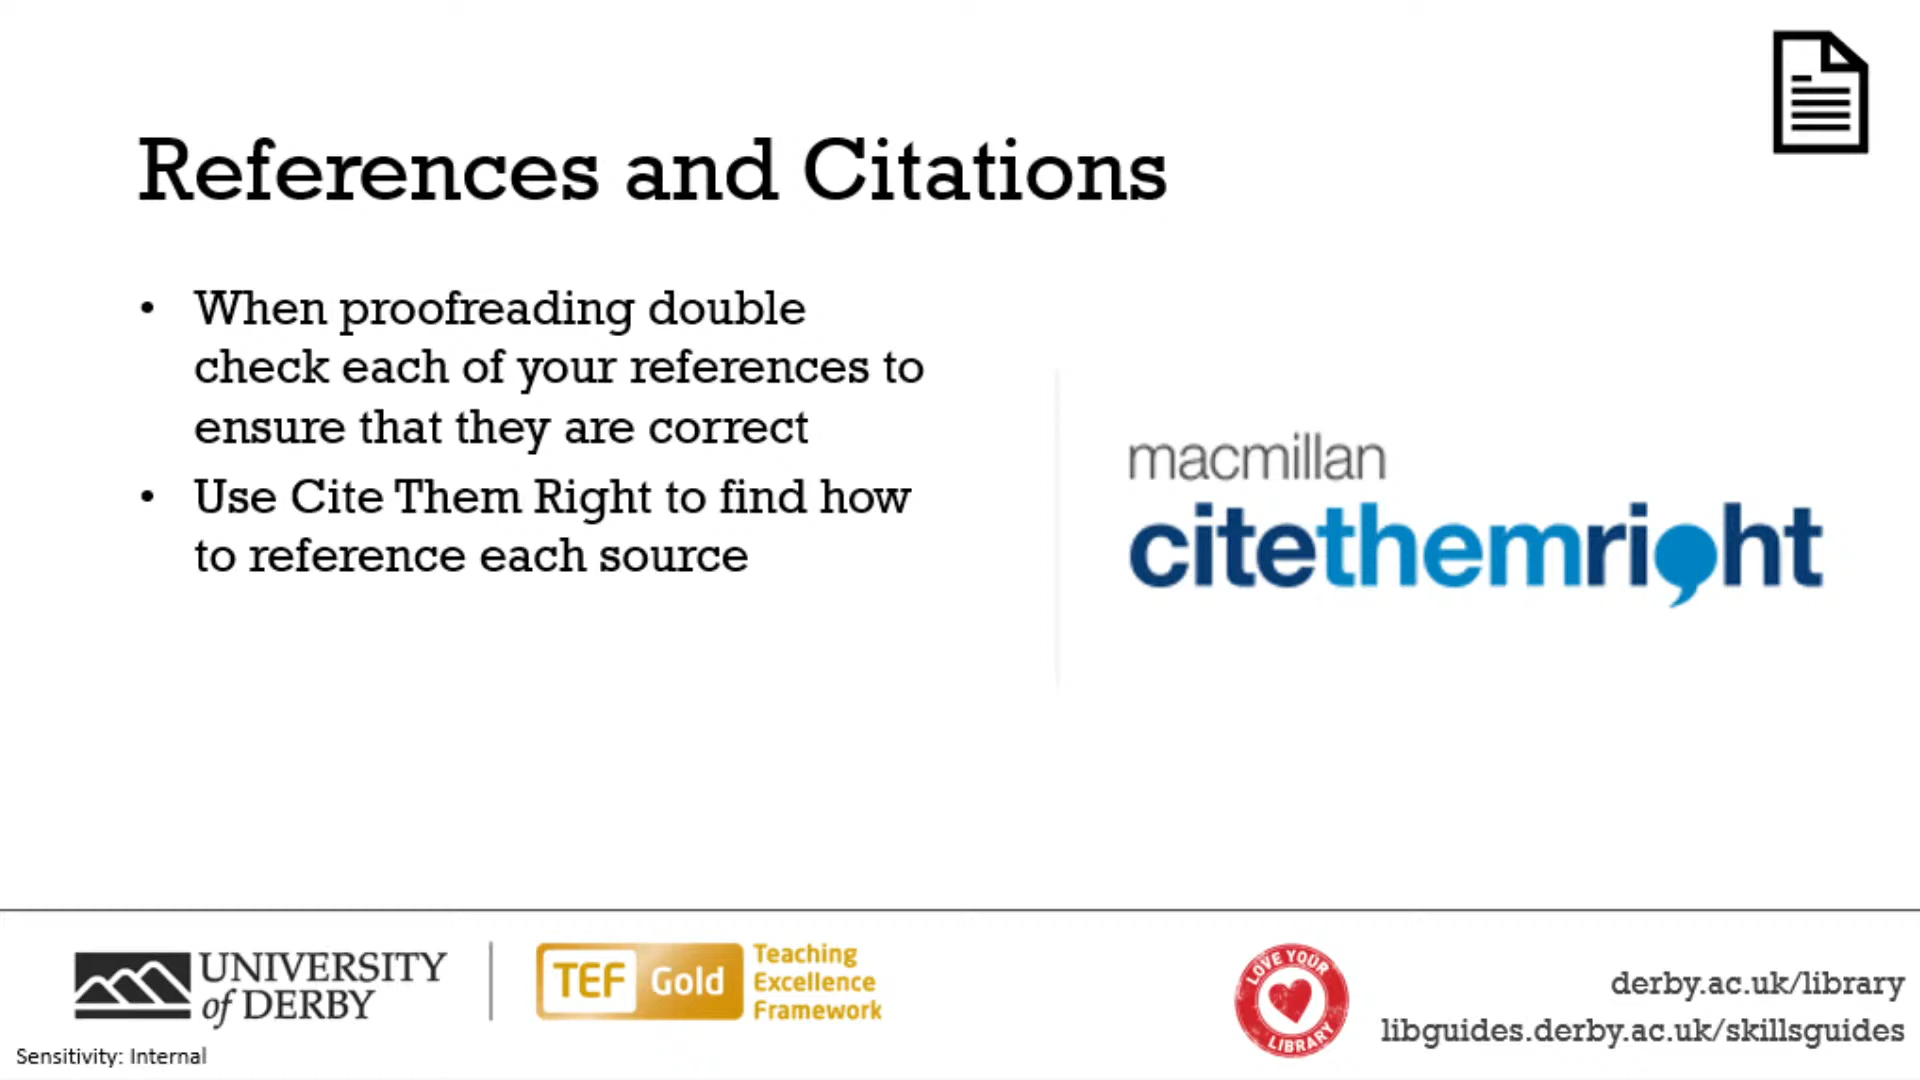 References and Citations
• When proofreading double
check each of your references to
ensure that they are correct
• Use Cite Them Right to find how
to reference each source
macmillan
citethemright
UNIVERSITY
of DERBY
TEF Gold
Teaching
Excellence
Framework
LOVE YOUR
LIBRARY
derby.ac.uk/library
libguides.derby.ac.uk/skillsguides
Sensitivity: Internal